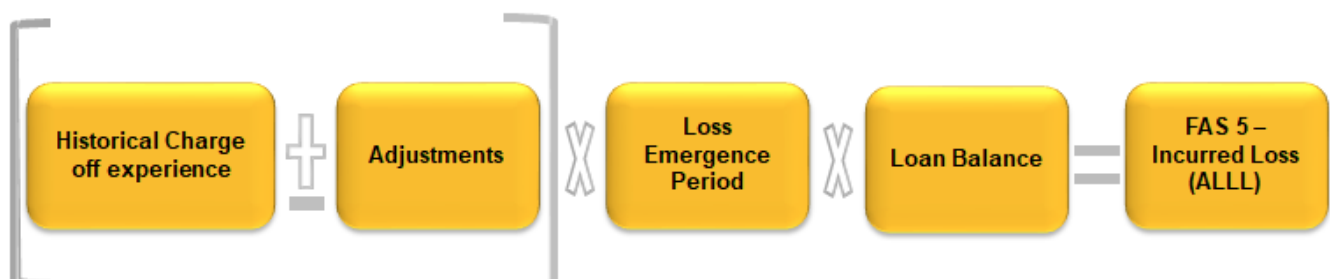 Historical Charge
off experience
±
Adjustments
X
Loss
Emergence
Period
X
Loan Balance
=
FAS 5 –
Incurred Loss
(ALLL)